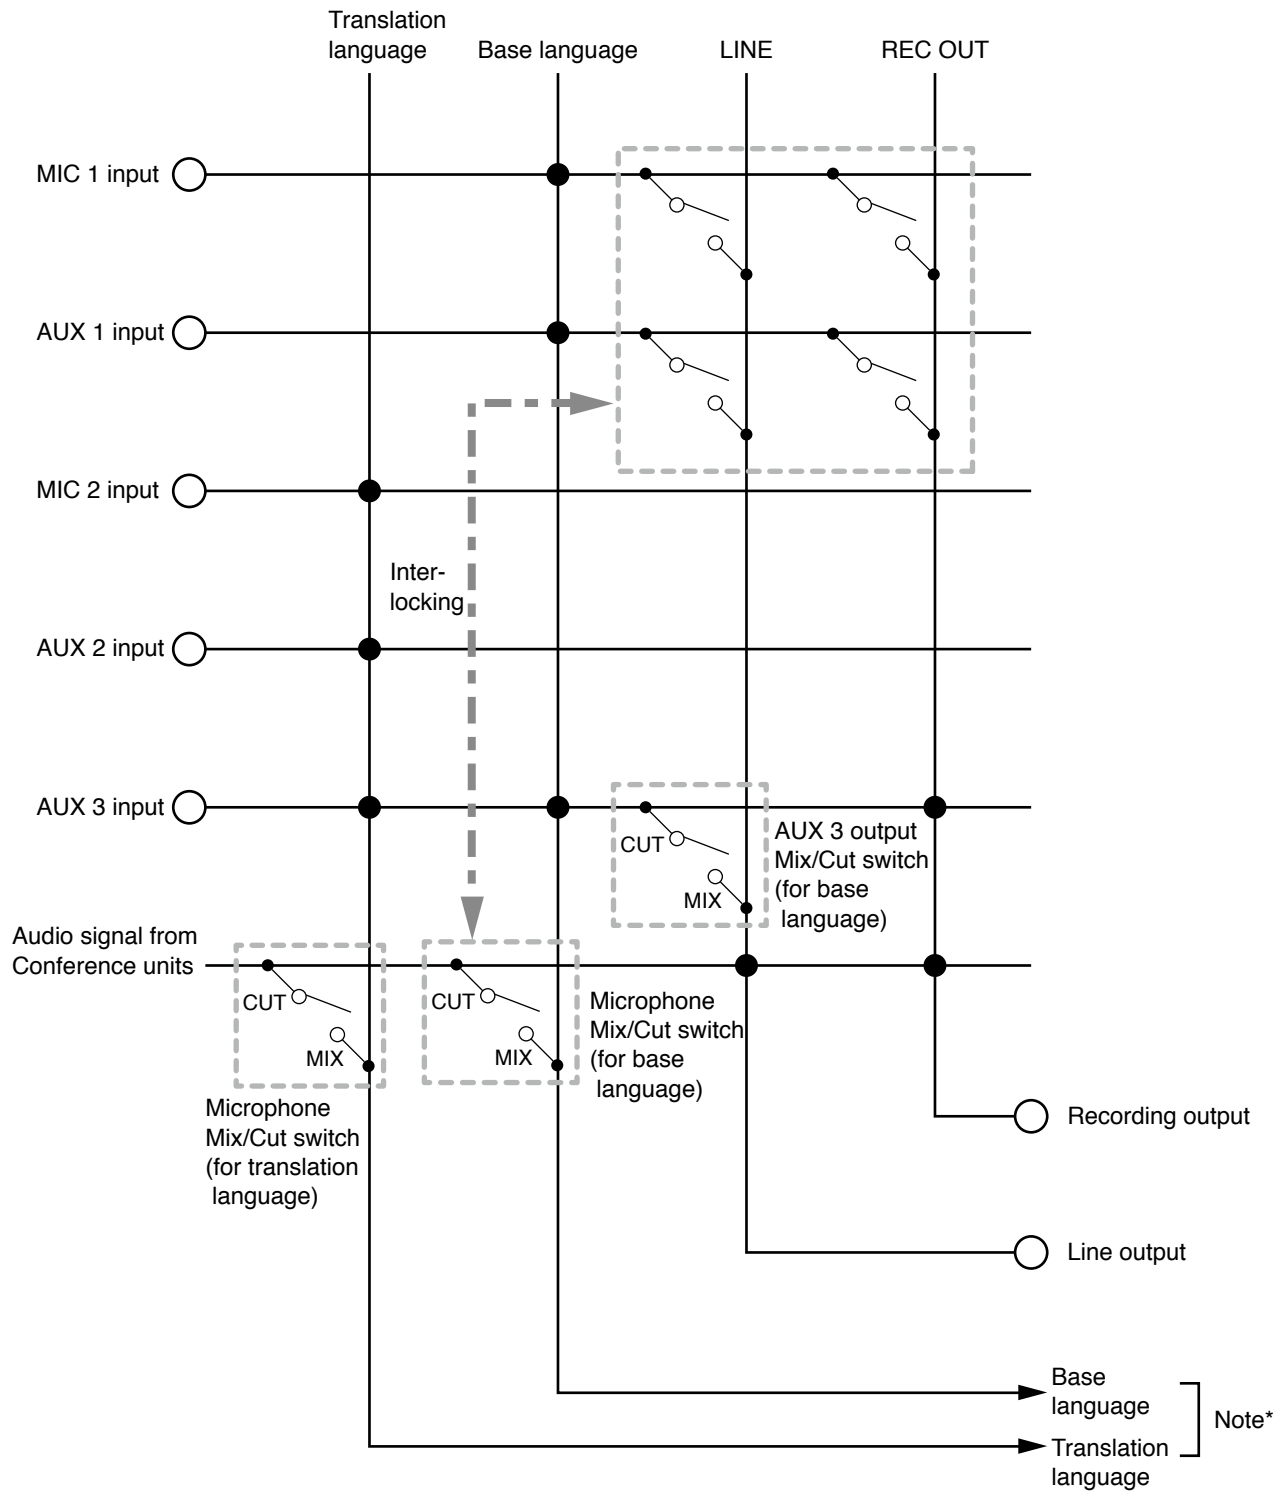 Translation
language
Base language
LINE
REC OUT
MIC 1 input
AUX 1 input
MIC 2 input
Inter-
locking
AUX 2 input
AUX 3 input
CUT
MIX
AUX 3 output
Mix/Cut switch
(for base
language)
Audio signal from
Conference units
CUT
MIX
CUT
MIX
Microphone
Mix/Cut switch
(for base
language)
Microphone
Mix/Cut switch
(for translation
language)
Recording output
Line output
Base
language
Note*
Translation
language